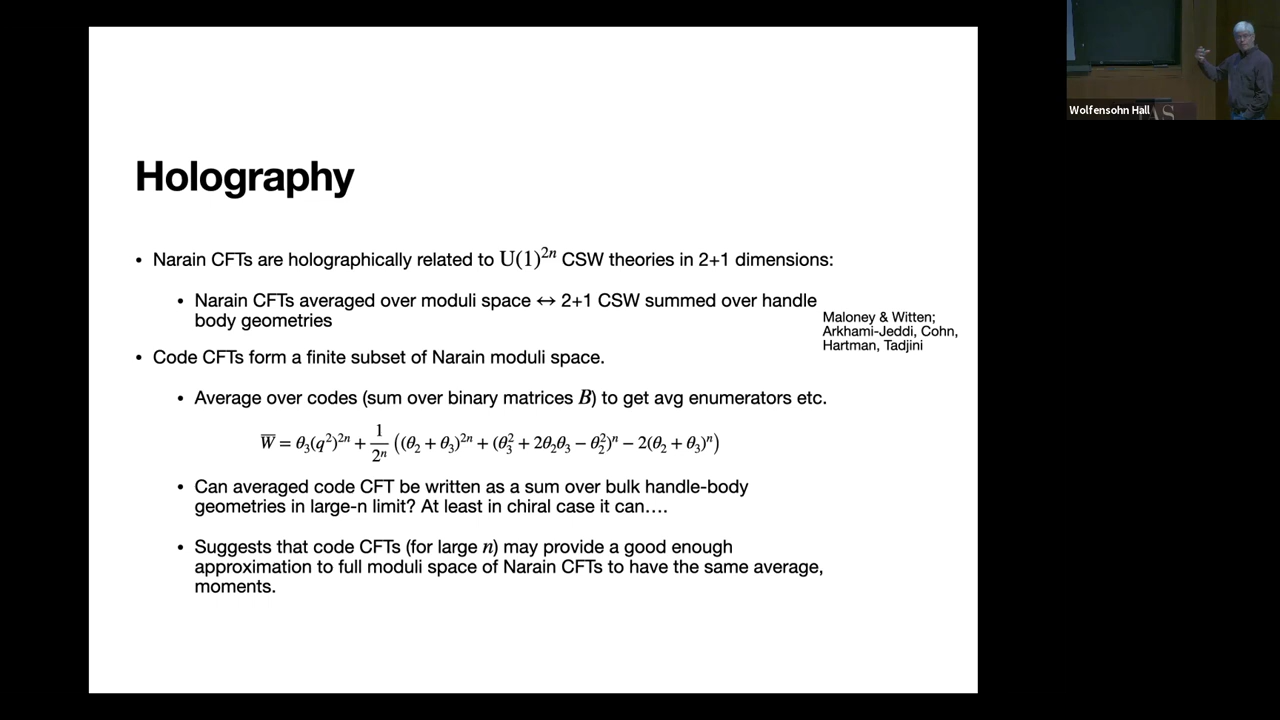 Holography
• Narain CFTs are holographically related to U(1)²ⁿ CSW theories in 2+1 dimensions:
• Narain CFTs averaged over moduli space ↔ 2+1 CSW summed over handle
body geometries
Maloney & Witten;
Arkhami-Jeddi, Cohn,
Hartman, Tadjini
• Code CFTs form a finite subset of Narain moduli space.
• Average over codes (sum over binary matrices B) to get avg enumerators etc.
W̅ = θ₃(q²)²ⁿ + 1/2ⁿ ((θ₂ + θ₃)²ⁿ + (θ₃² + 2θ₂θ₃ − θ₂²)ⁿ − 2(θ₂ + θ₃)ⁿ)
• Can averaged code CFT be written as a sum over bulk handle-body
geometries in large-n limit? At least in chiral case it can….
• Suggests that code CFTs (for large n) may provide a good enough
approximation to full moduli space of Narain CFTs to have the same average,
moments.
Wolfensohn Hall
IAS